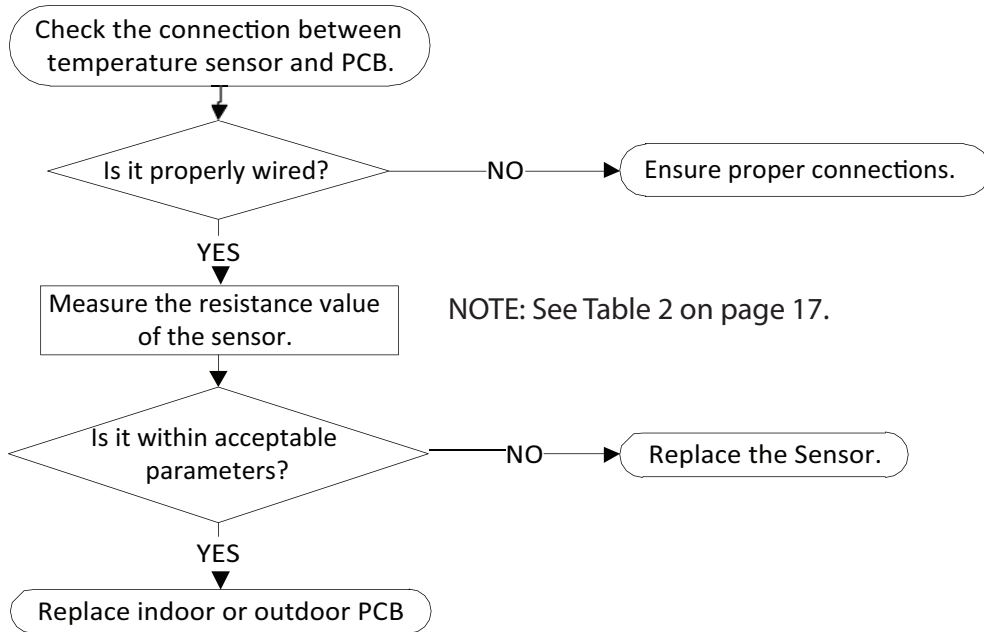 Check the connection between
temperature sensor and PCB.
Is it properly wired?
NO
Ensure proper connections.
YES
Measure the resistance value
of the sensor.
NOTE: See Table 2 on page 17.
Is it within acceptable
parameters?
NO
Replace the Sensor.
YES
Replace indoor or outdoor PCB